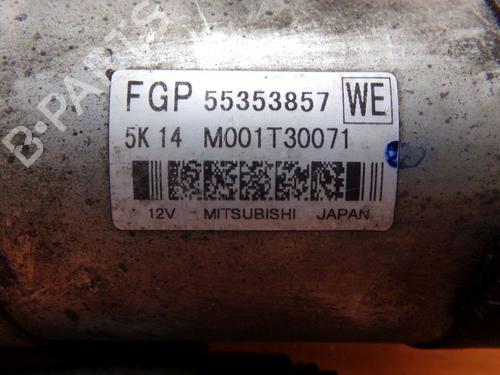 B-PARTS
FGP 55353857 WE
5K 14 M001T30071
12V MITSUBISHI JAPAN